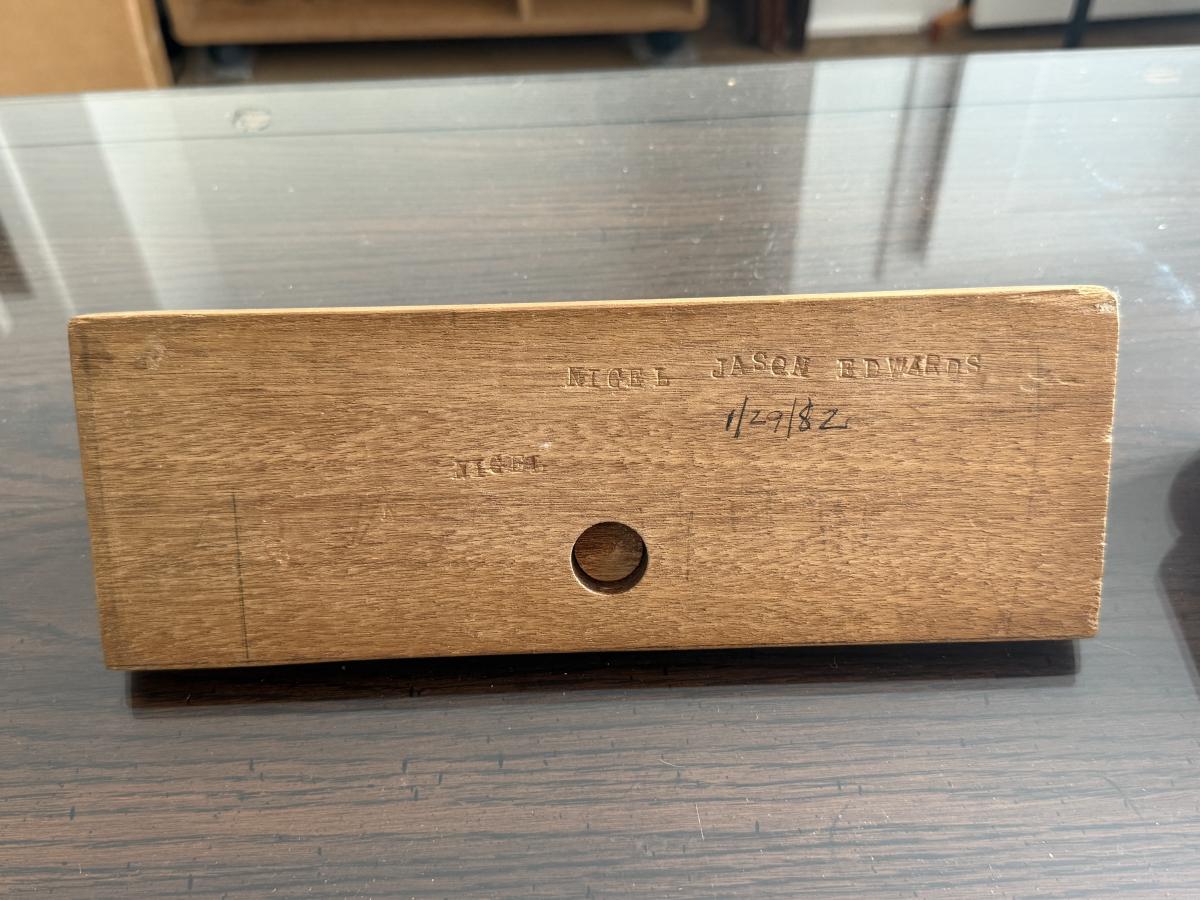 NIGEL JASON EDWARDS
1/29/82
NIGEL